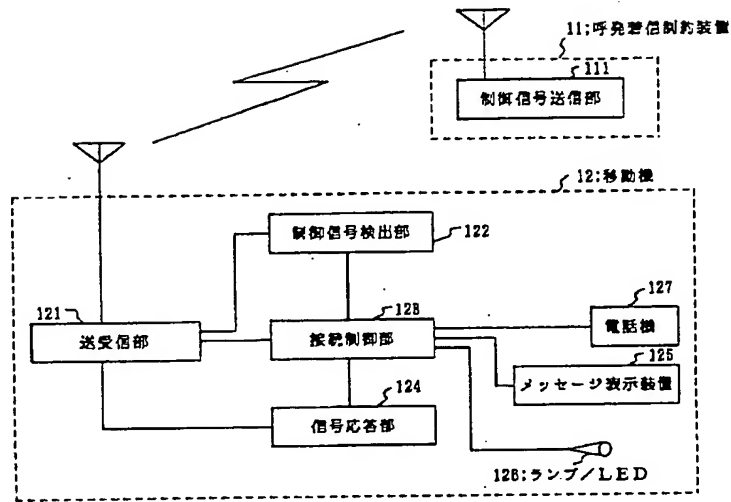 11;呼発着信制約装置
111
制御信号送信部
12;移動機
制御信号検出部
122
121
送受信部
123
接続制御部
127
電話機
125
メッセージ表示装置
124
信号応答部
126;ランプ/LED